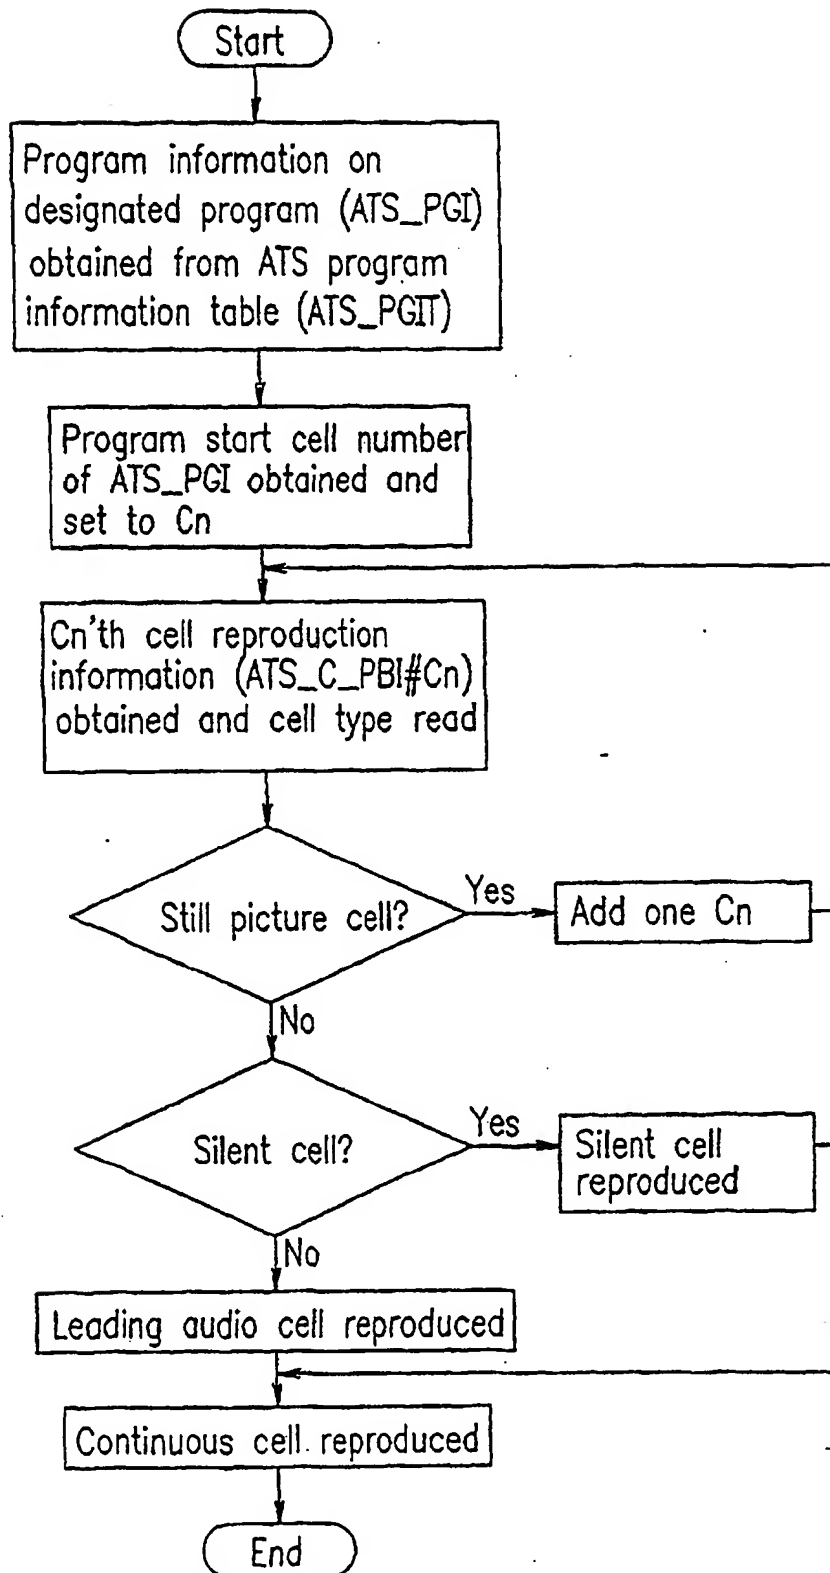 Start
Program information on
designated program (ATS_PGI)
obtained from ATS program
information table (ATS_PGIT)
Program start cell number
of ATS_PGI obtained and
set to Cn
Cn'th cell reproduction
information (ATS_C_PBI#Cn)
obtained and cell type read
Still picture cell?
Yes
Add one Cn
No
Silent cell?
Yes
Silent cell
reproduced
No
Leading audio cell reproduced
Continuous cell reproduced
End